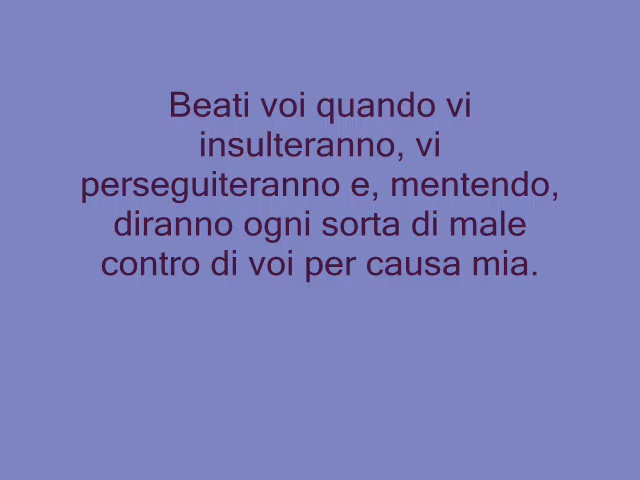 Beati voi quando vi
insulteranno, vi
perseguiteranno e, mentendo,
diranno ogni sorta di male
contro di voi per causa mia.